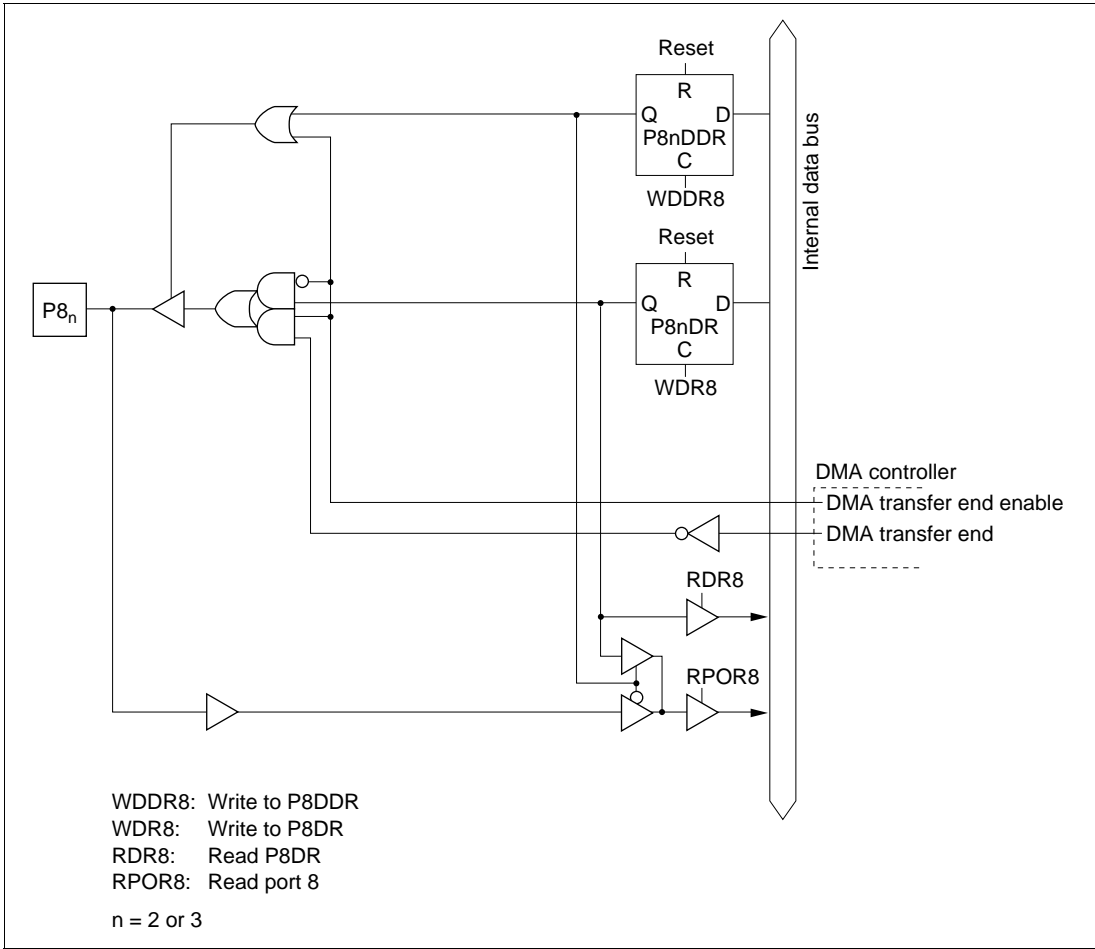 Reset
R
Q D
P8nDDR
C
WDDR8
Internal data bus
Reset
R
Q D
P8nDR
C
WDR8
P8n
DMA controller
DMA transfer end enable
DMA transfer end
RDR8
RPOR8
WDDR8: Write to P8DDR
WDR8: Write to P8DR
RDR8: Read P8DR
RPOR8: Read port 8
n = 2 or 3